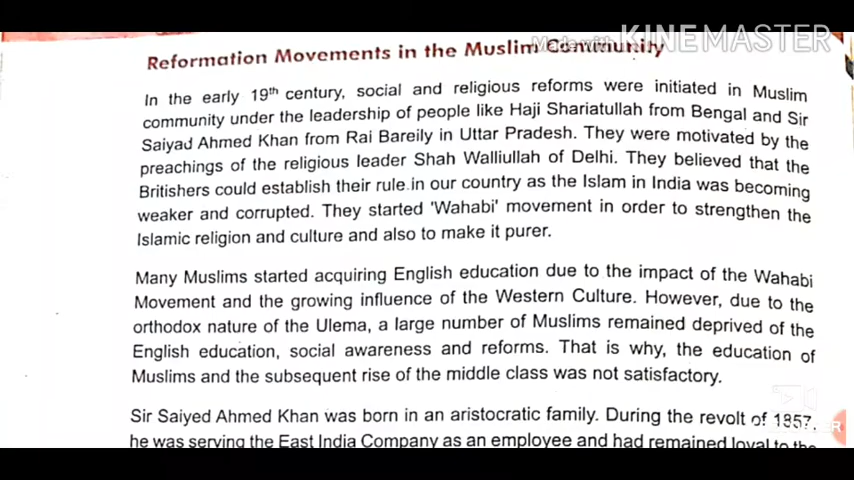 Made with KINEMASTER
Reformation Movements in the Muslim Community
In the early 19th century, social and religious reforms were initiated in Muslim
community under the leadership of people like Haji Shariatullah from Bengal and Sir
Saiyad Ahmed Khan from Rai Bareily in Uttar Pradesh. They were motivated by the
preachings of the religious leader Shah Walliullah of Delhi. They believed that the
Britishers could establish their rule in our country as the Islam in India was becoming
weaker and corrupted. They started 'Wahabi' movement in order to strengthen the
Islamic religion and culture and also to make it purer.
Many Muslims started acquiring English education due to the impact of the Wahabi
Movement and the growing influence of the Western Culture. However, due to the
orthodox nature of the Ulema, a large number of Muslims remained deprived of the
English education, social awareness and reforms. That is why, the education of
Muslims and the subsequent rise of the middle class was not satisfactory.
Sir Saiyed Ahmed Khan was born in an aristocratic family. During the revolt of 1857,
he was serving the East India Company as an employee and had remained loyal to the